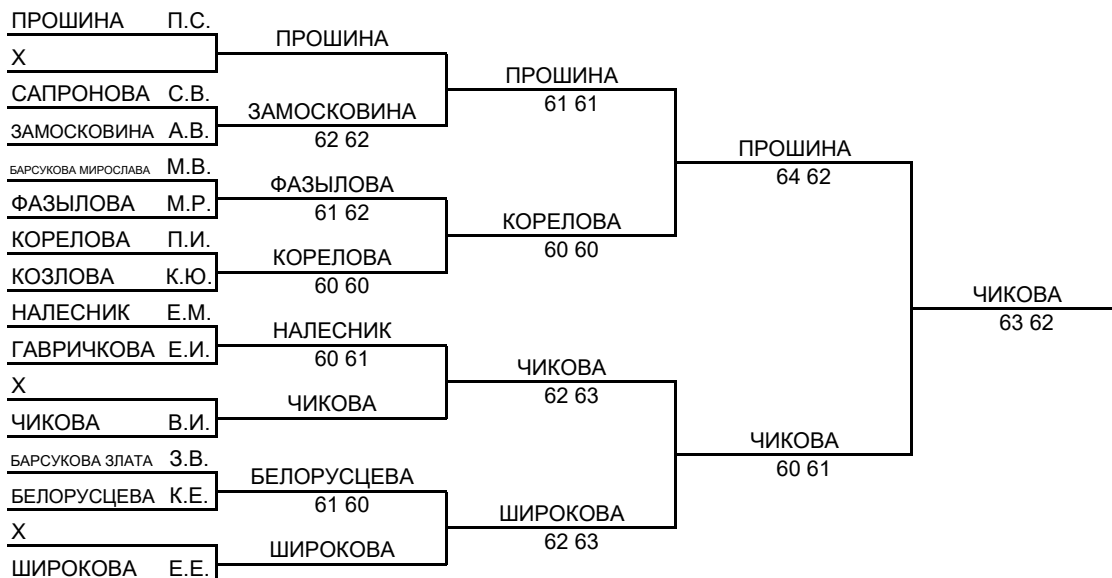 ПРОШИНА П.С.
Х
САПРОНОВА С.В.
ЗАМОСКОВИНА А.В.
БАРСУКОВА МИРОСЛАВА М.В.
ФАЗЫЛОВА М.Р.
КОРЕЛОВА П.И.
КОЗЛОВА К.Ю.
НАЛЕСНИК Е.М.
ГАВРИЧКОВА Е.И.
Х
ЧИКОВА В.И.
БАРСУКОВА ЗЛАТА З.В.
БЕЛОРУСЦЕВА К.Е.
Х
ШИРОКОВА Е.Е.
ПРОШИНА
ЗАМОСКОВИНА
62 62
ФАЗЫЛОВА
61 62
КОРЕЛОВА
60 60
НАЛЕСНИК
60 61
ЧИКОВА
БЕЛОРУСЦЕВА
61 60
ШИРОКОВА
ПРОШИНА
61 61
КОРЕЛОВА
60 60
ЧИКОВА
62 63
ШИРОКОВА
62 63
ПРОШИНА
64 62
ЧИКОВА
60 61
ЧИКОВА
63 62